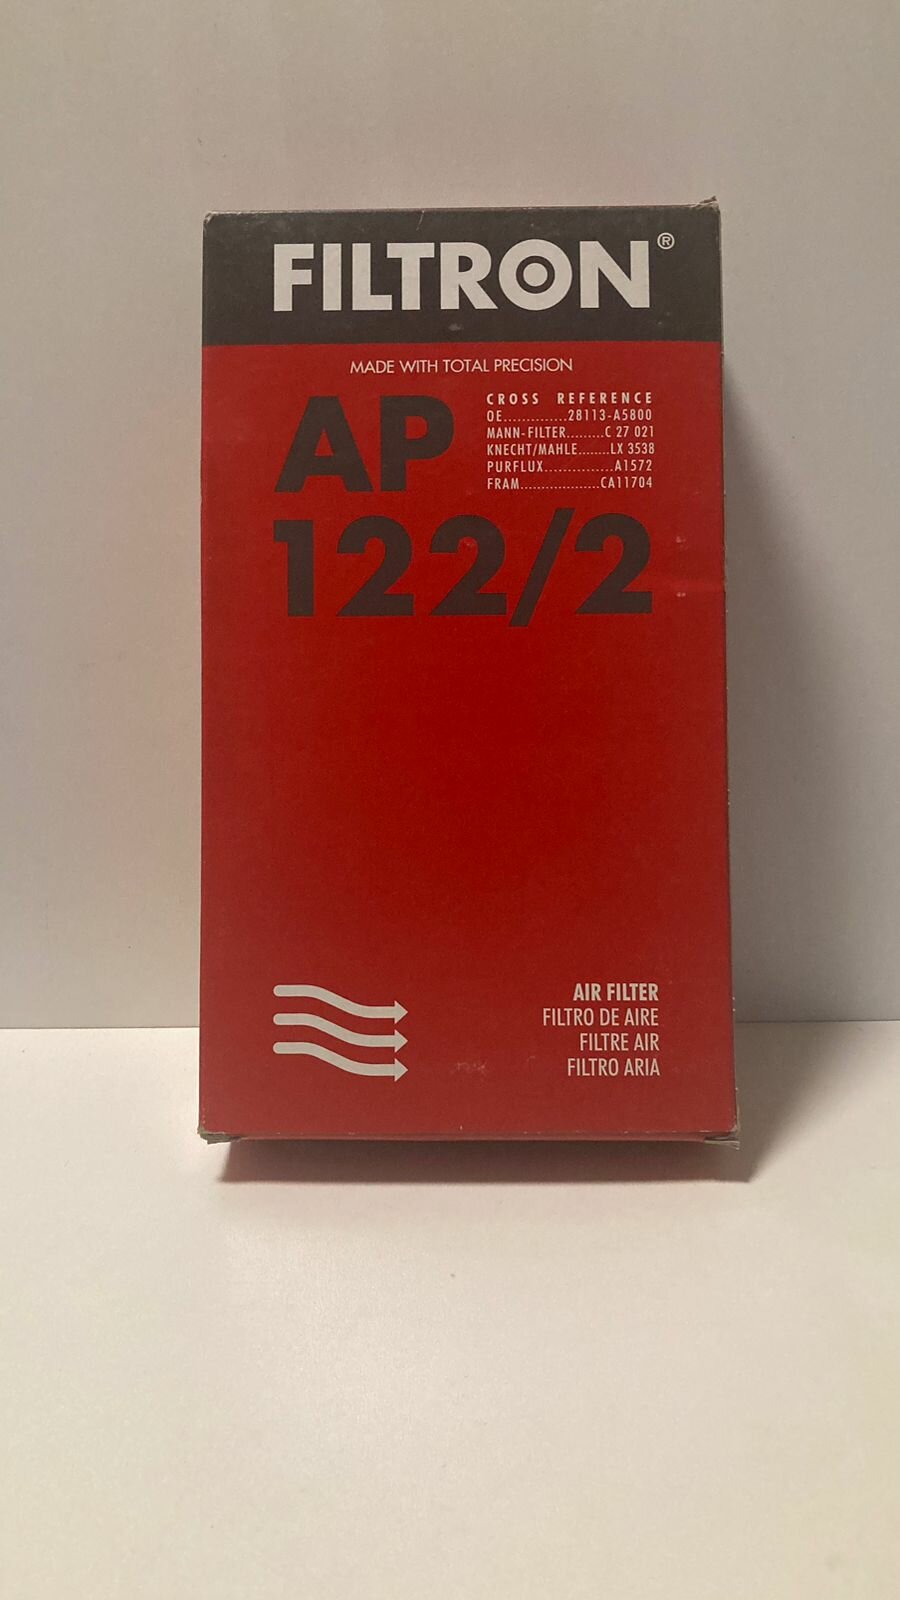 FILTRON®
MADE WITH TOTAL PRECISION
AP
122/2
CROSS REFERENCE
OE..............28113-A5800
MANN-FILTER.........C 27 021
KNECHT/MAHLE........LX 3538
PURFLUX...............A1572
FRAM...................CA11704
AIR FILTER
FILTRO DE AIRE
FILTRE AIR
FILTRO ARIA